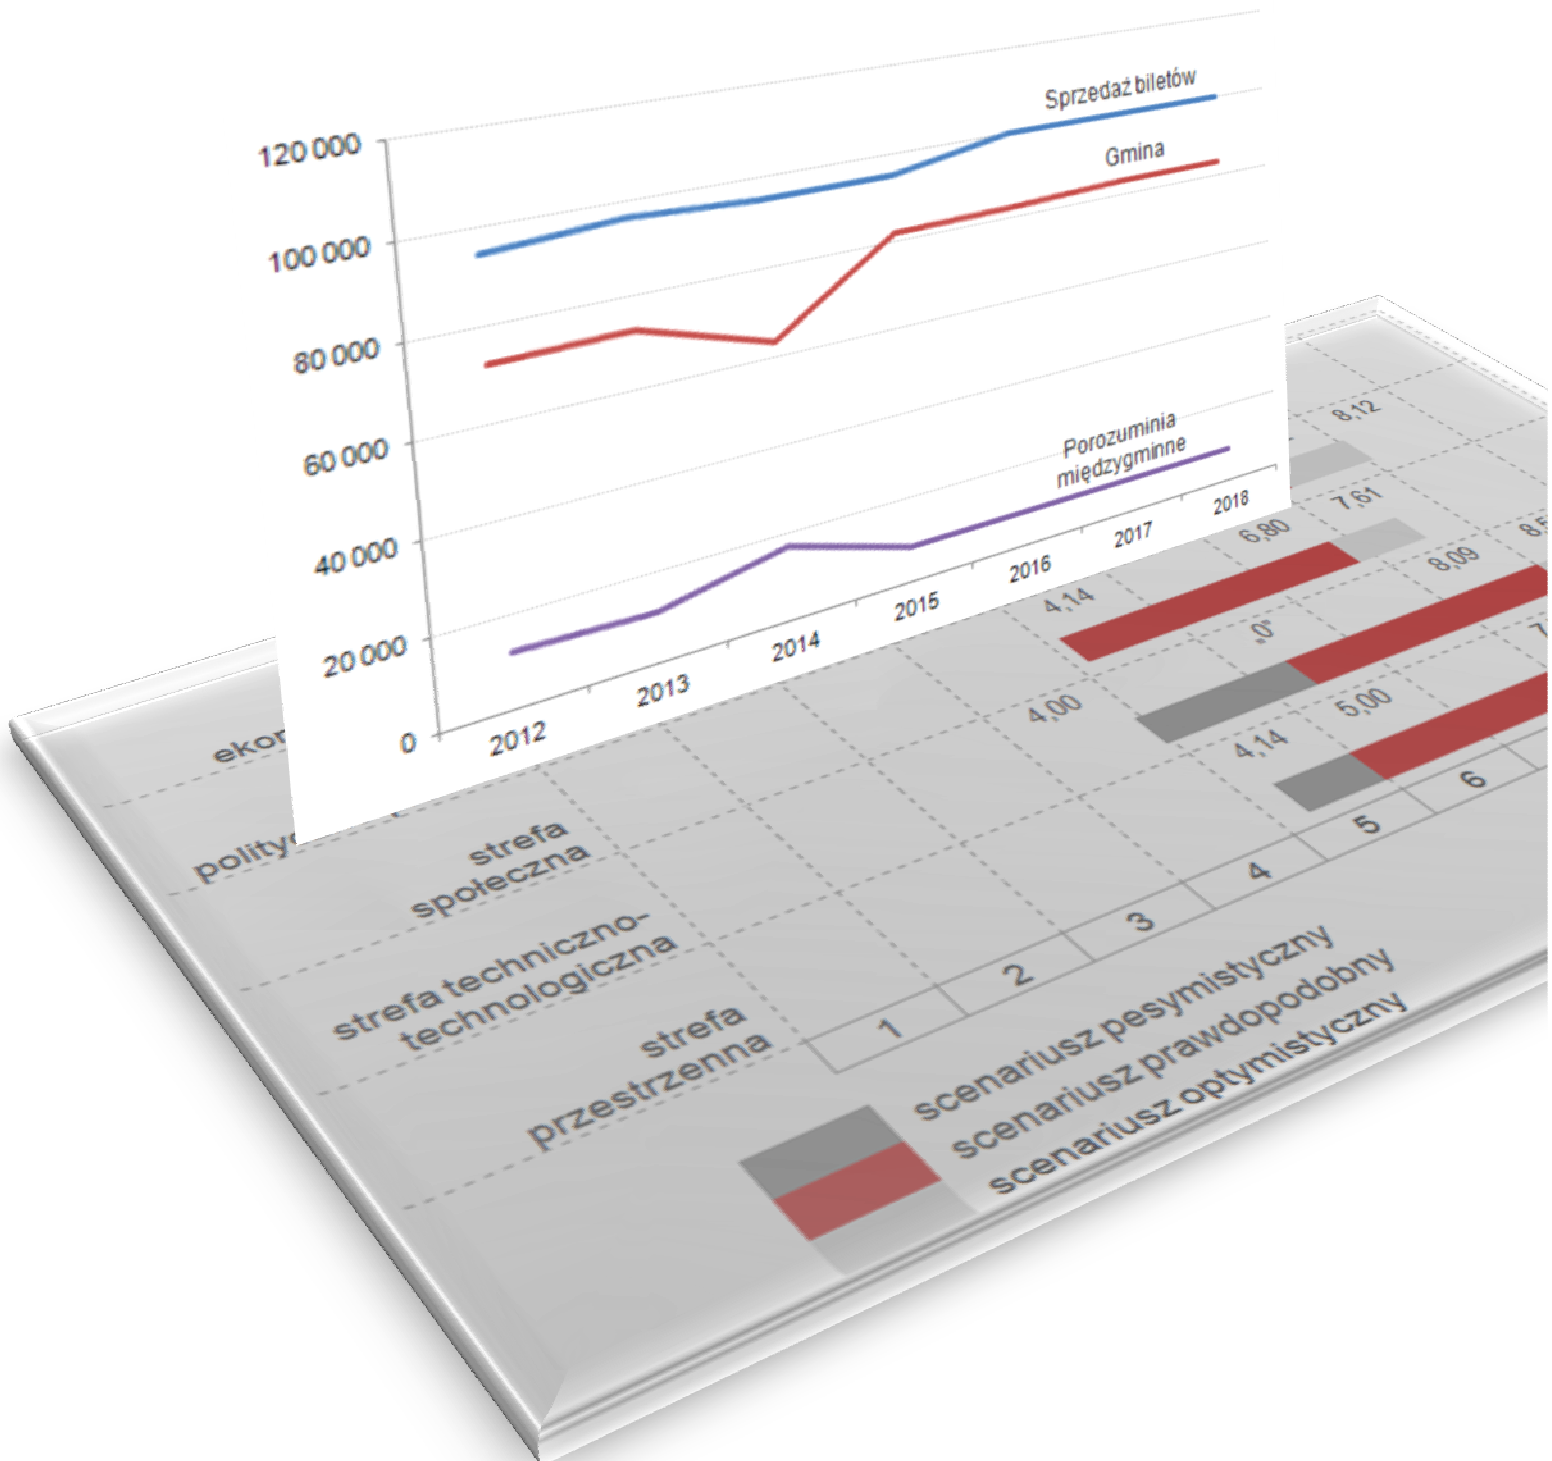 120 000
100 000
80 000
60 000
40 000
20 000
0
Sprzedaż biletów
Gmina
Porozuminia
międzygminne
2012
2013
2014
2015
2016
2017
2018
8,12
7,61
6,80
4,14
8,09
„0”
4,00
5,00
4,14
strefa
społeczna
strefa techniczno-
technologiczna
strefa
przestrzenna
1
2
3
4
5
6
scenariusz pesymistyczny
scenariusz prawdopodobny
scenariusz optymistyczny